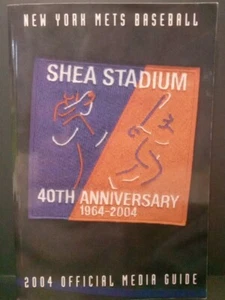 NEW YORK METS BASEBALL
SHEA STADIUM
40TH ANNIVERSARY
1964-2004
2004 OFFICIAL MEDIA GUIDE